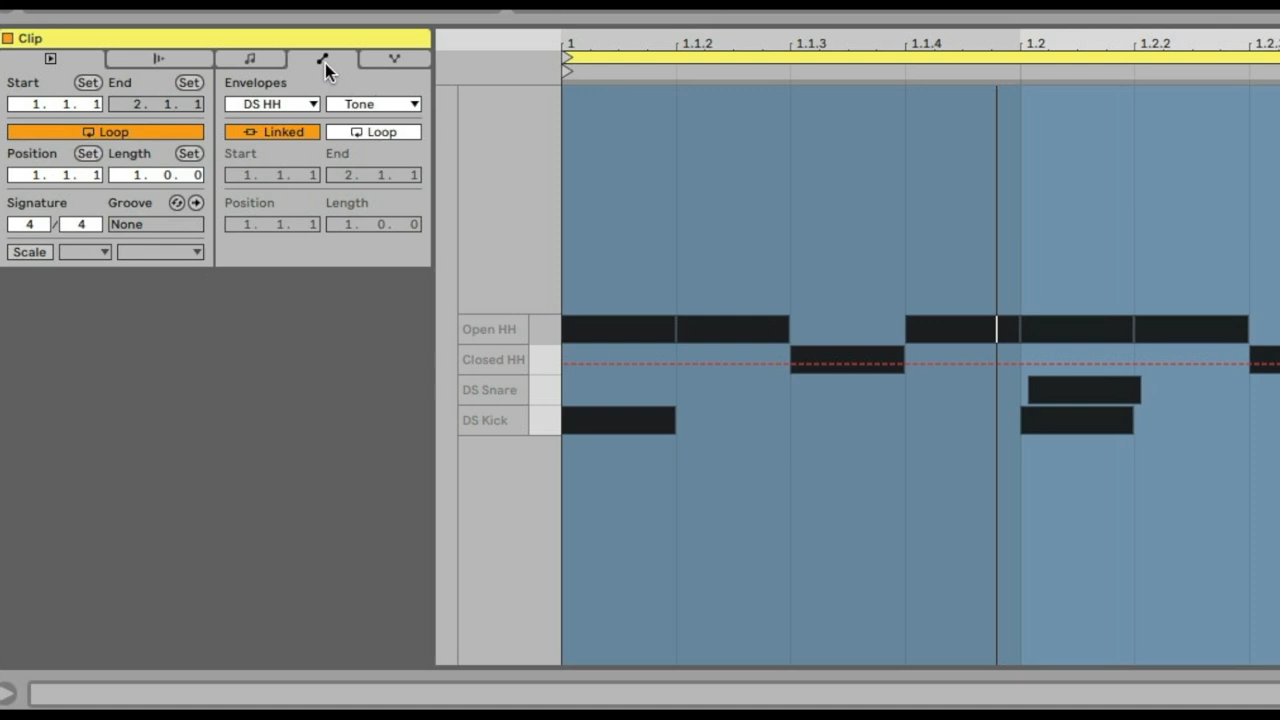 Clip
Start Set End Set
1. 1. 1 2. 1. 1
Loop
Position Set Length Set
1. 1. 1 1. 0. 0
Signature Groove
4 / 4 None
Scale
Envelopes
DS HH Tone
Linked Loop
Start End
1. 1. 1 2. 1. 1
Position Length
1. 1. 1 1. 0. 0
1 1.1.2 1.1.3 1.1.4 1.2 1.2.2
Open HH
Closed HH
DS Snare
DS Kick